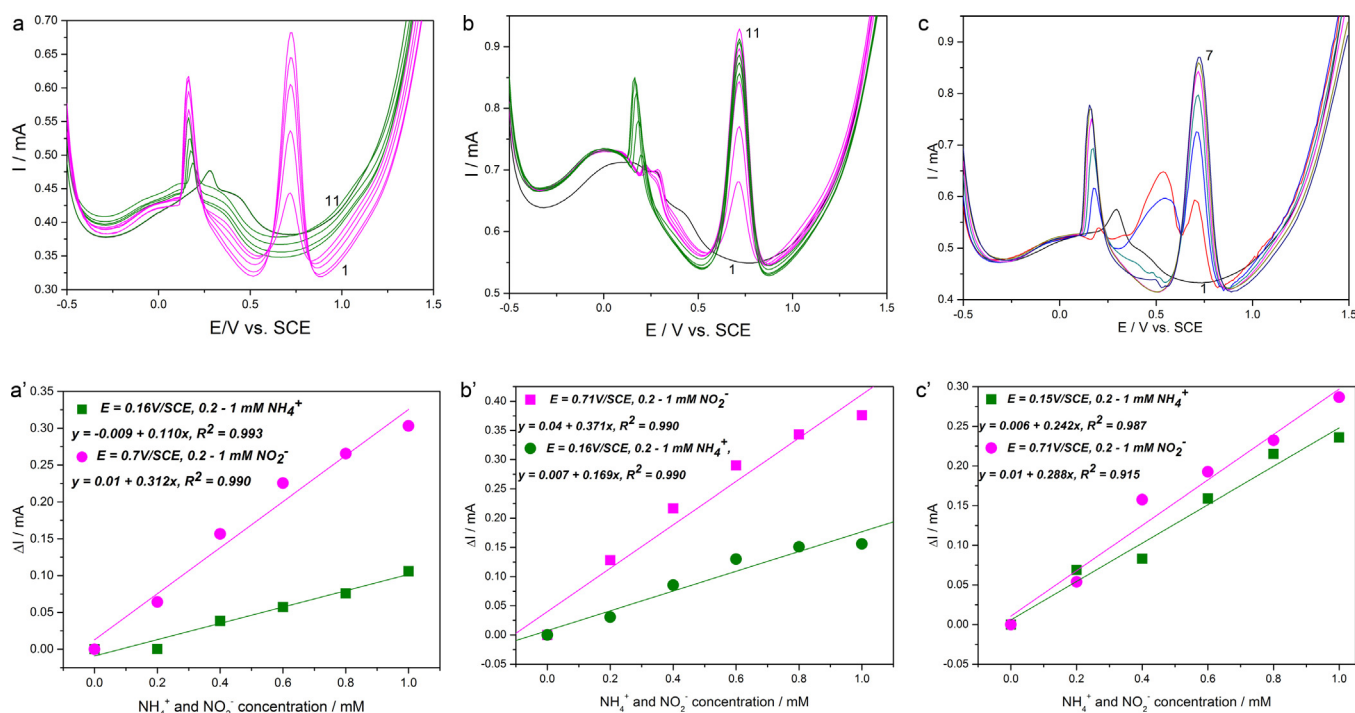 a
0.70
0.65
0.60
0.55
0.50
0.45
0.40
0.35
0.30
I / mA
11
1
-0.5
0.0
0.5
1.0
1.5
E/V vs. SCE
b
0.9
0.8
0.7
0.6
0.5
I / mA
11
1
-0.5
0.0
0.5
1.0
1.5
E / V vs. SCE
c
0.9
0.8
0.7
0.6
0.5
0.4
I / mA
7
1
-0.5
0.0
0.5
1.0
1.5
E / V vs. SCE
a'
0.35
0.30
0.25
0.20
0.15
0.10
0.05
0.00
ΔI / mA
E = 0.16V/SCE, 0.2 - 1 mM NH4+
y = -0.009 + 0.110x, R2 = 0.993
E = 0.7V/SCE, 0.2 - 1 mM NO2-
y = 0.01 + 0.312x, R2 = 0.990
0.0
0.2
0.4
0.6
0.8
1.0
NH4+ and NO2- concentration / mM
b'
0.40
0.35
0.30
0.25
0.20
0.15
0.10
0.05
0.00
-0.05
ΔI / mA
E = 0.71V/SCE, 0.2 - 1 mM NO2-
y = 0.04 + 0.371x, R2 = 0.990
E = 0.16V/SCE, 0.2 - 1 mM NH4+,
y = 0.007 + 0.169x, R2 = 0.990
0.0
0.2
0.4
0.6
0.8
1.0
NH4+ and NO2- concentration / mM
c'
0.30
0.25
0.20
0.15
0.10
0.05
0.00
-0.05
ΔI / mA
E = 0.15V/SCE, 0.2 - 1 mM NH4+
y = 0.006 + 0.242x, R2 = 0.987
E = 0.71V/SCE, 0.2 - 1 mM NO2-
y = 0.01 + 0.288x, R2 = 0.915
0.0
0.2
0.4
0.6
0.8
1.0
NH4+ and NO2- concentration / mM